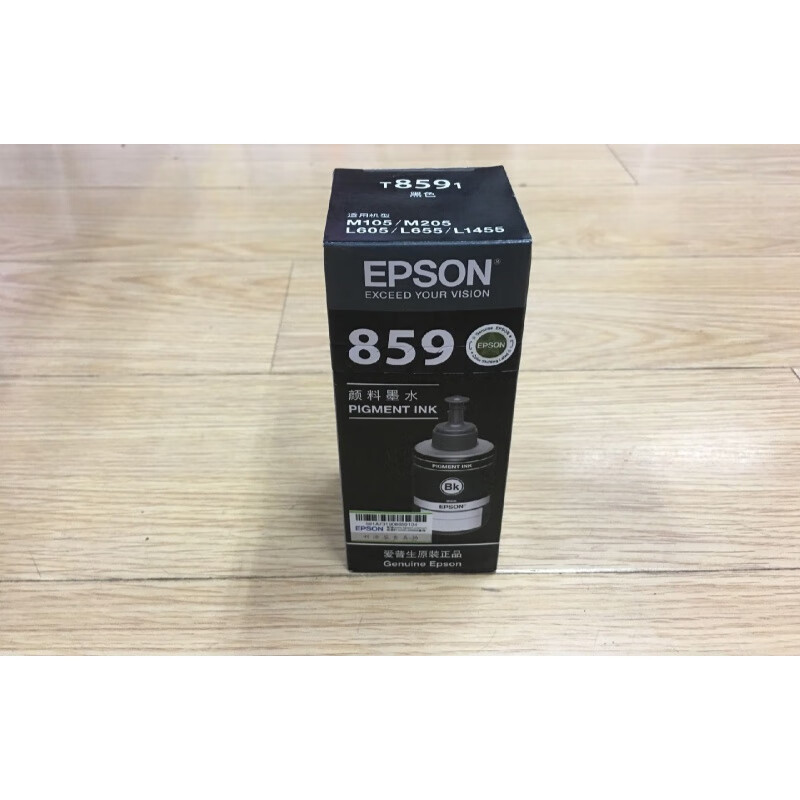 T8591
黑色
适用机型
M105/M205
L605/L655/L1455
EPSON®
EXCEED YOUR VISION
859
EPSON
颜料墨水
PIGMENT INK
PIGMENT INK
Bk
EPSON
EPSON
爱普生原装正品
Genuine Epson